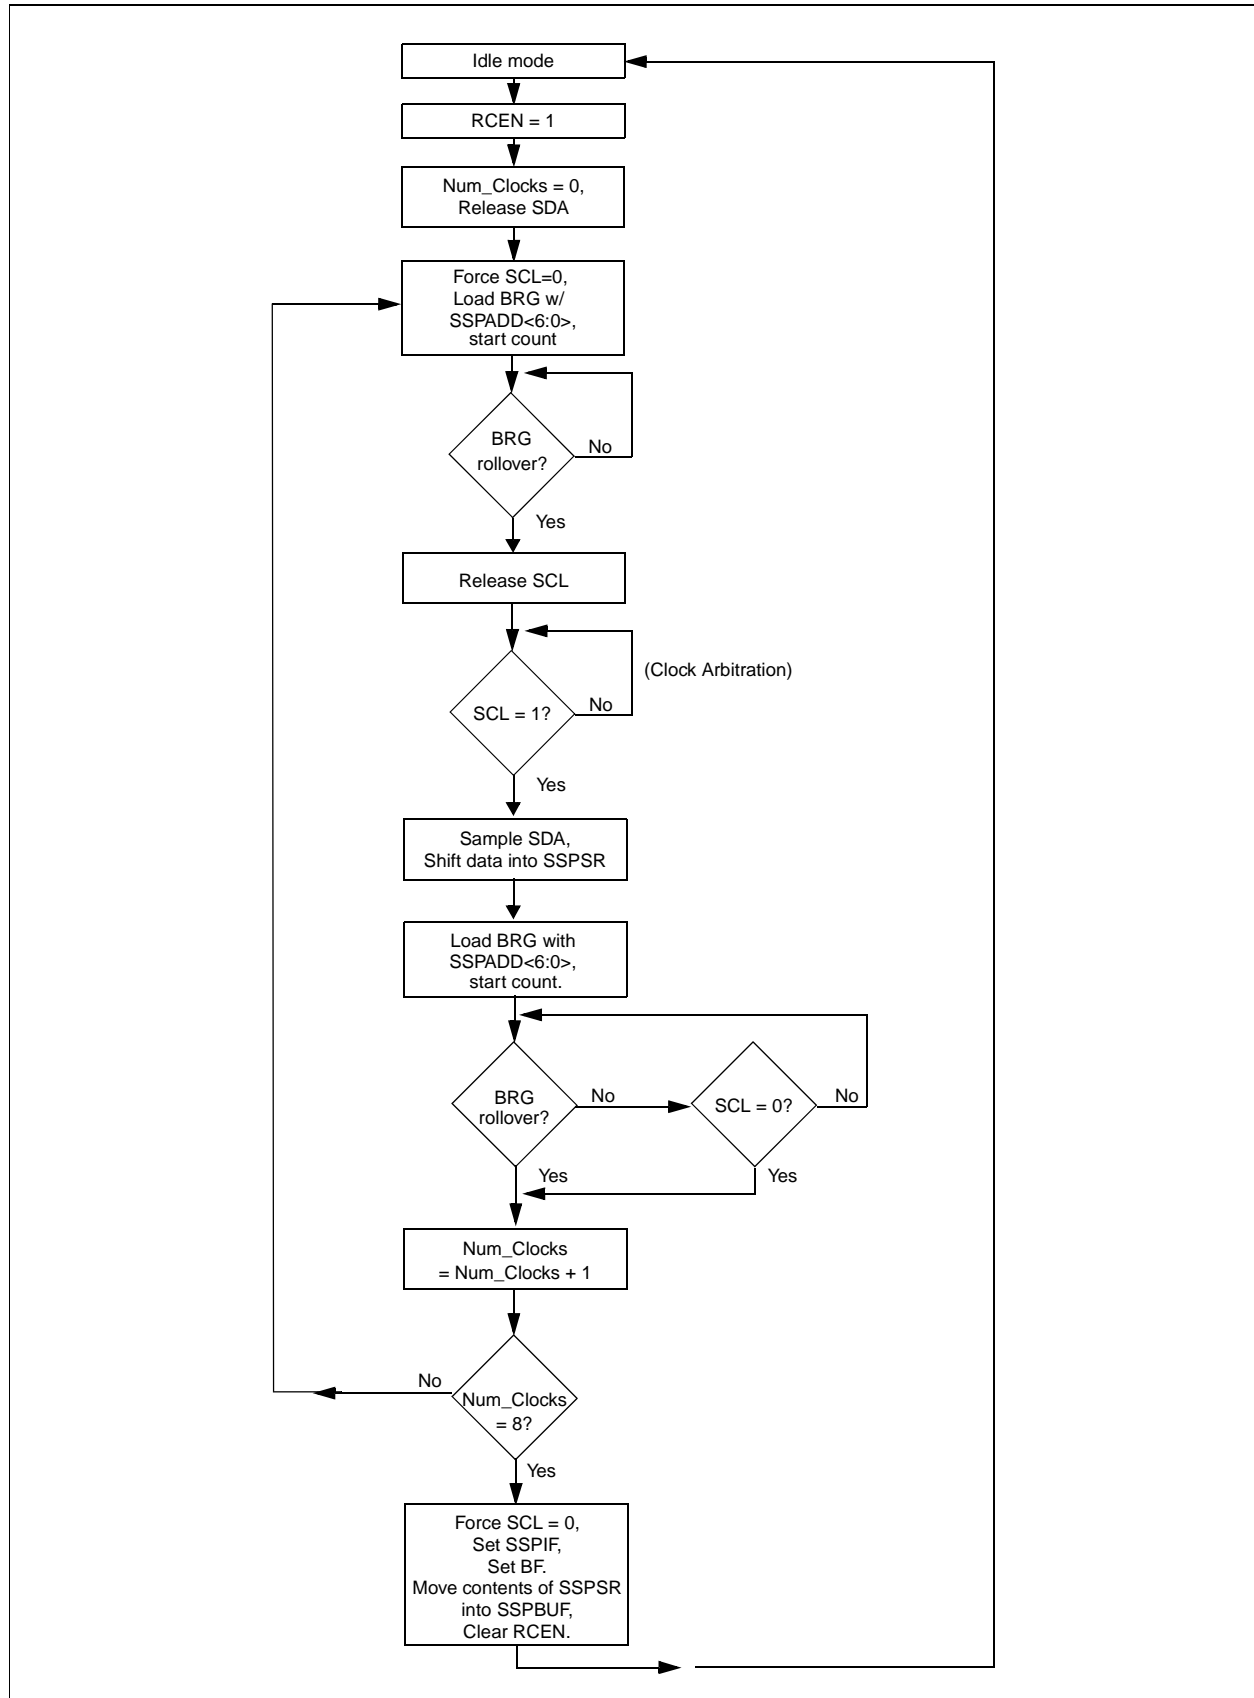 Idle mode
RCEN = 1
Num_Clocks = 0,
Release SDA
Force SCL=0,
Load BRG w/
SSPADD<6:0>,
start count
BRG
rollover?
No
Yes
Release SCL
(Clock Arbitration)
SCL = 1?
No
Yes
Sample SDA,
Shift data into SSPSR
Load BRG with
SSPADD<6:0>,
start count.
BRG
rollover?
No
SCL = 0?
No
Yes
Yes
Num_Clocks
= Num_Clocks + 1
No
Num_Clocks
= 8?
Yes
Force SCL = 0,
Set SSPIF,
Set BF.
Move contents of SSPSR
into SSPBUF,
Clear RCEN.